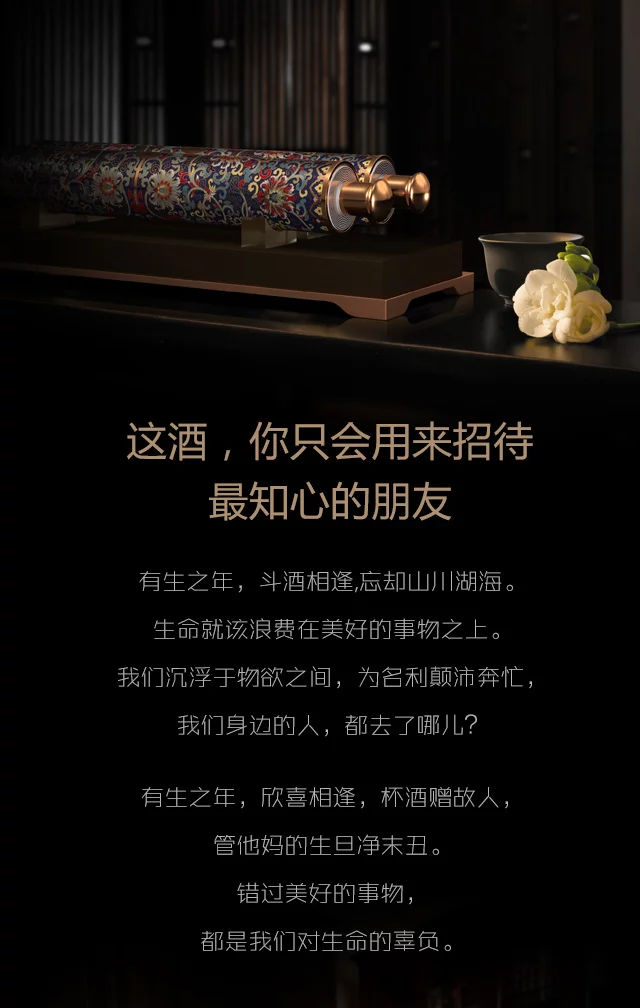 这酒，你只会用来招待
最知心的朋友
有生之年，斗酒相逢,忘却山川湖海。
生命就该浪费在美好的事物之上。
我们沉浮于物欲之间，为名利颠沛奔忙，
我们身边的人，都去了哪儿？
有生之年，欣喜相逢，杯酒赠故人，
管他妈的生旦净末丑。
错过美好的事物，
都是我们对生命的辜负。